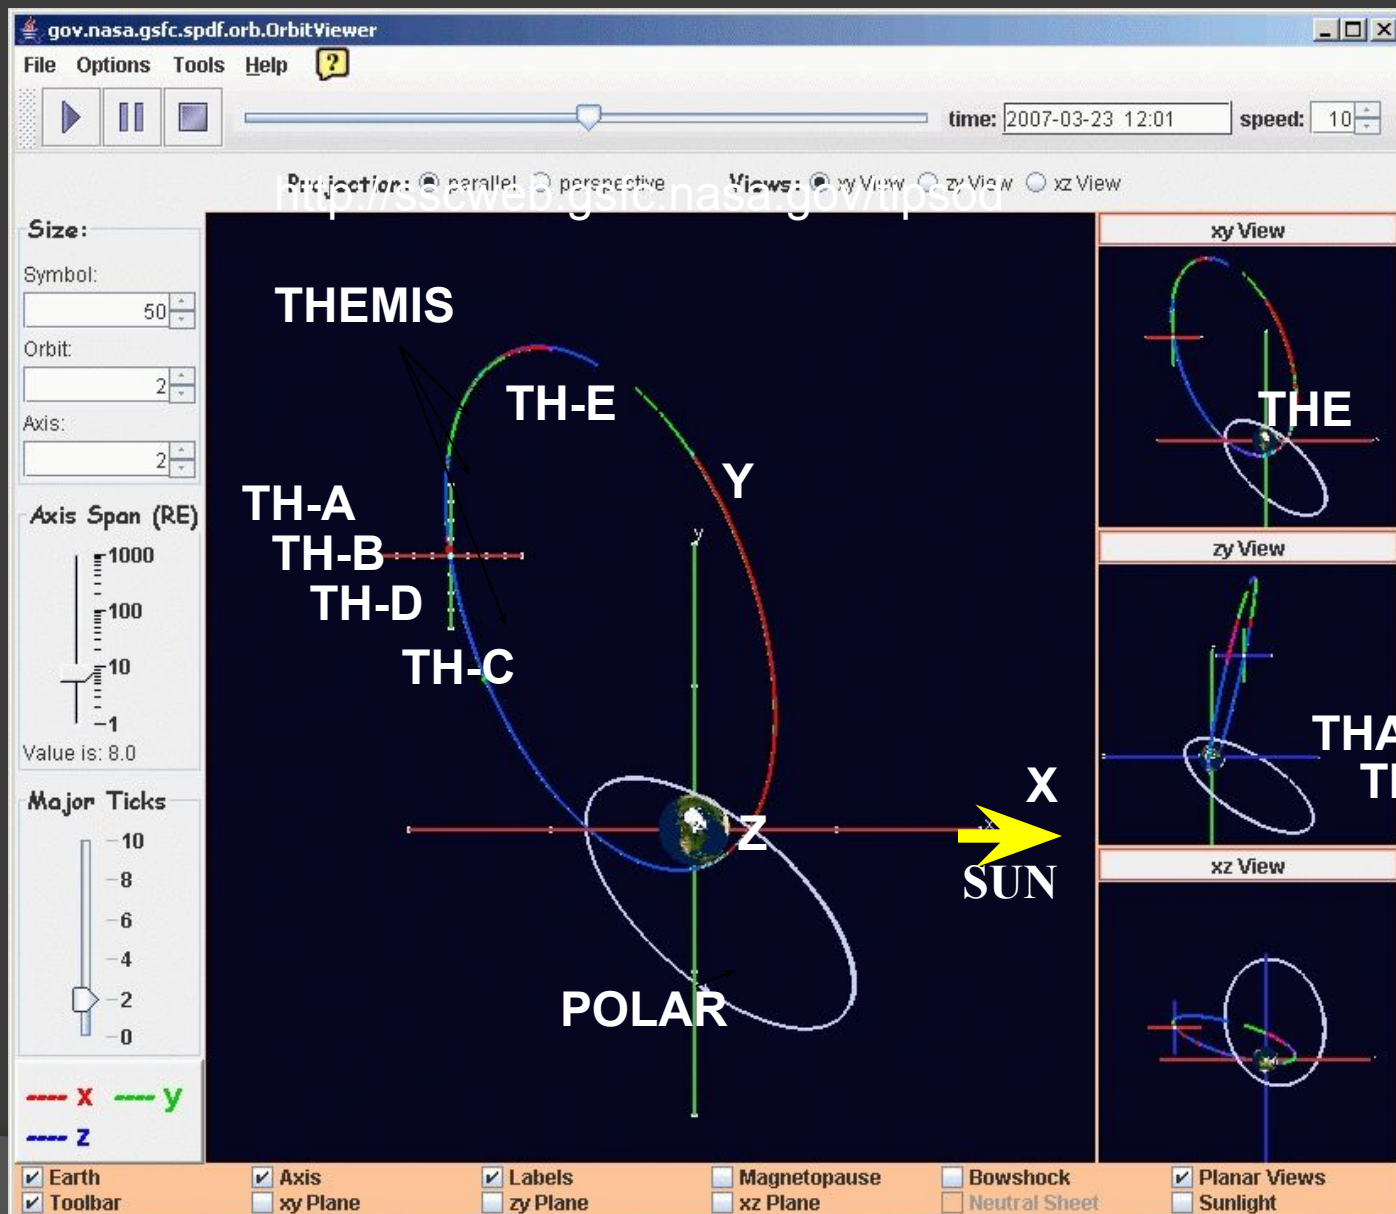 gov.nasa.gsfc.spdf.orb.OrbitViewer
File Options Tools Help ?
time: 2007-03-23 12:01 speed: 10
Projection: parallel perspective Views: xy View zy View xz View
http://sscweb.gsfc.nasa.gov/tipsod
Size:
Symbol:
50
Orbit:
2
Axis:
2
Axis Span (RE)
1000
100
10
1
Value is: 8.0
Major Ticks
10
8
6
4
2
0
x y
z
THEMIS
TH-E
Y
TH-A
y
TH-B
TH-D
TH-C
X
Z
x
SUN
POLAR
xy View
THE
zy View
THA
xz View
Earth Axis Labels Magnetopause Bowshock Planar Views
Toolbar xy Plane zy Plane xz Plane Neutral Sheet Sunlight